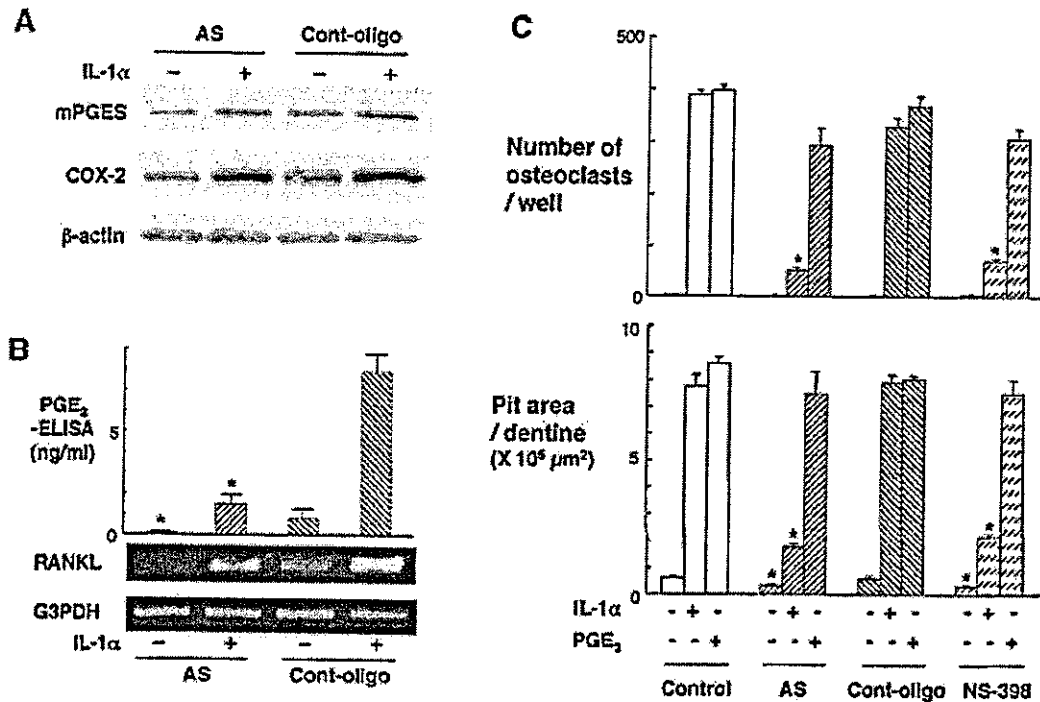 A
AS Cont-oligo
IL-1α − + − +
mPGES
COX-2
β-actin
B
PGE₂
-ELISA
(ng/ml)
5
0
* *
RANKL
G3PDH
IL-1α − + − +
AS Cont-oligo
C
500
Number of
osteoclasts
/ well
0
* *
10
Pit area
/ dentine
(X 10⁵ μm²)
5
0
* * * *
IL-1α - + - - + - - + - - + -
PGE₂ - - + - - + - - + - - +
Control AS Cont-oligo NS-398